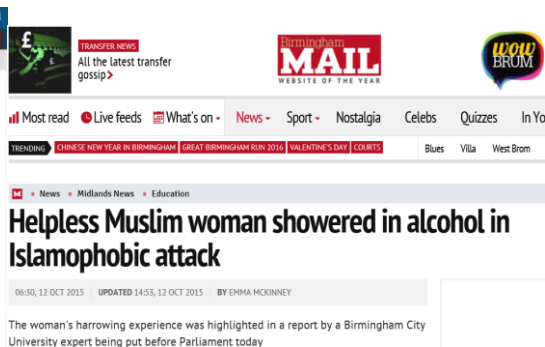 TRANSFER NEWS
All the latest transfer
gossip
Birmingham
MAIL
WEBSITE OF THE YEAR
WOW
BRUM
Most read Live feeds What's on News Sport Nostalgia Celebs Quizzes In Yo
TRENDING CHINESE NEW YEAR IN BIRMINGHAM GREAT BIRMINGHAM RUN 2016 VALENTINE'S DAY COURTS Blues Villa West Brom
M » News » Midlands News » Education
Helpless Muslim woman showered in alcohol in
Islamophobic attack
06:30, 12 OCT 2015 UPDATED 14:53, 12 OCT 2015 BY EMMA MCKINNEY
The woman's harrowing experience was highlighted in a report by a Birmingham City
University expert being put before Parliament today